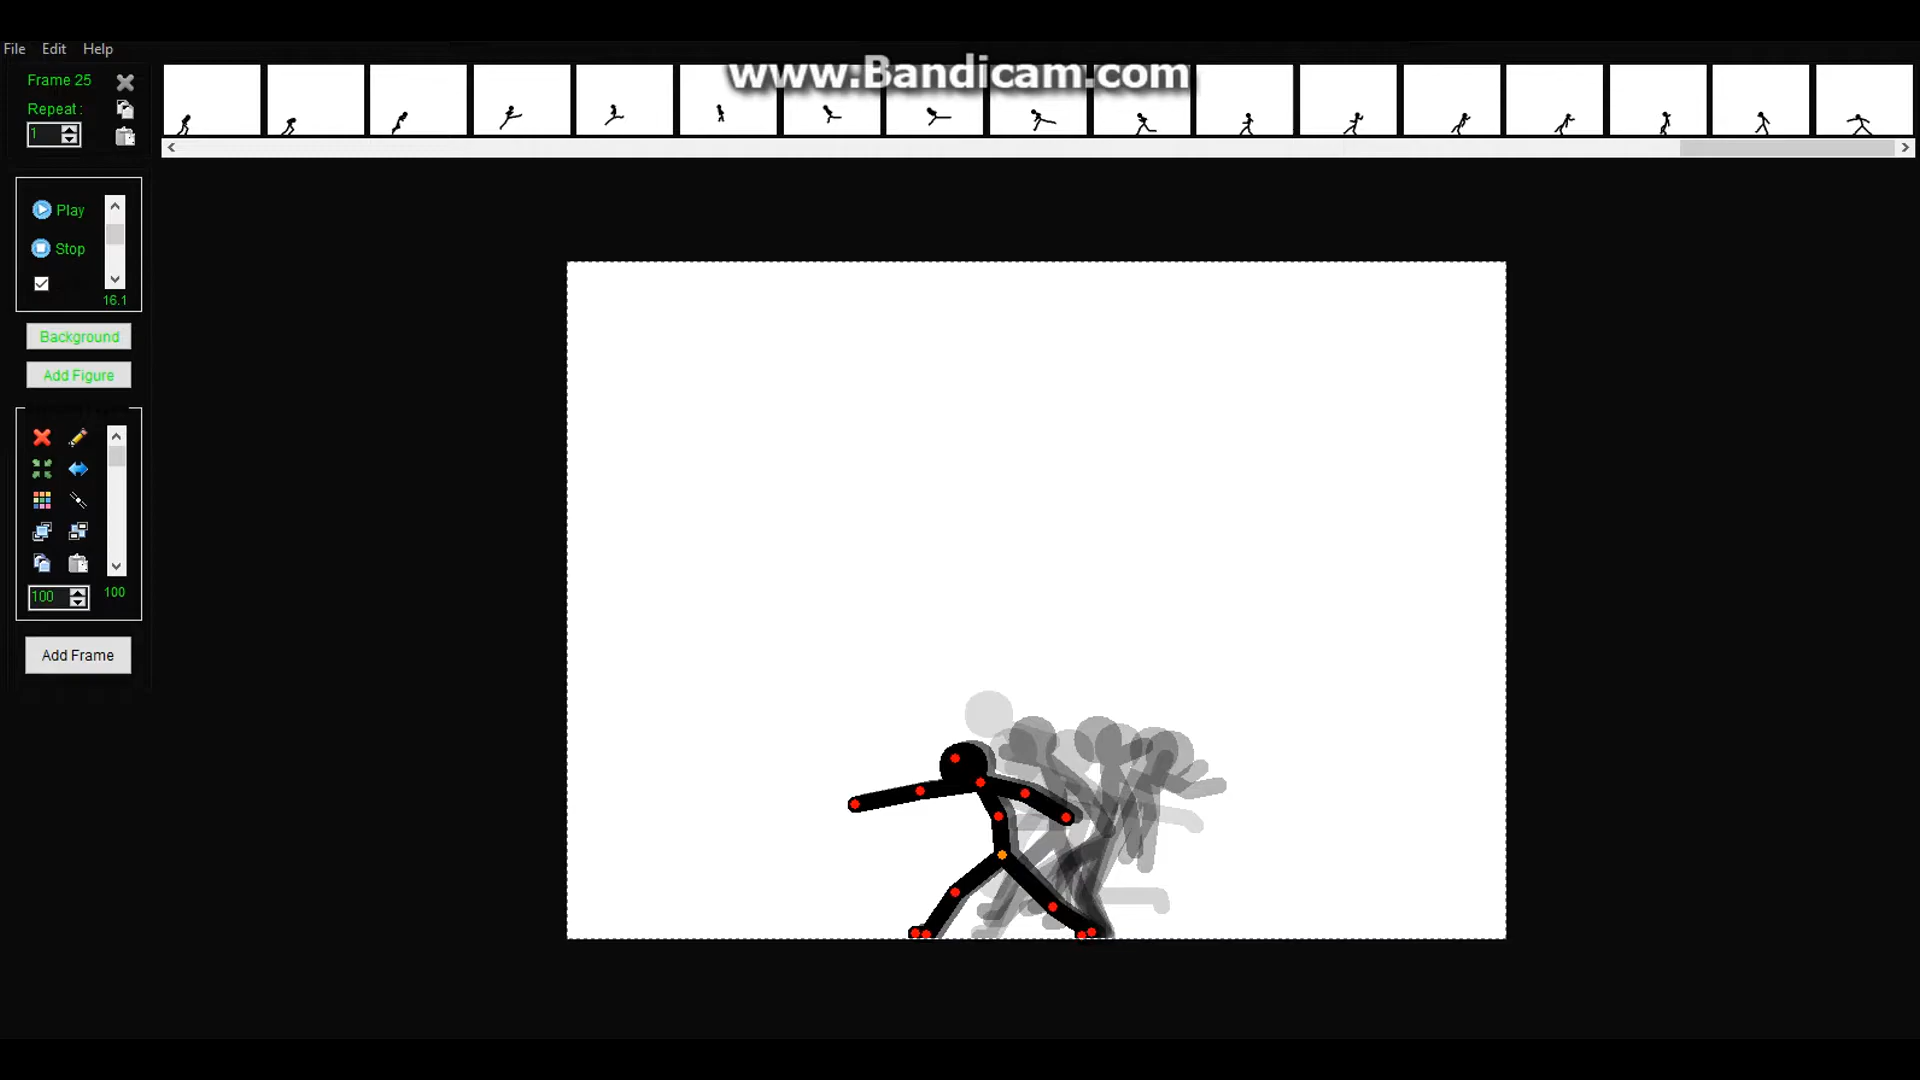 File Edit Help
www.Bandicam.com
Frame 25
Repeat :
1
Play
Stop
16.1
Background
Add Figure
100
100
Add Frame